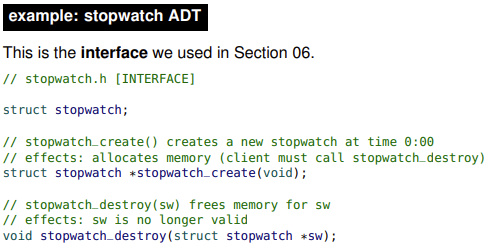 example: stopwatch ADT
This is the interface we used in Section 06.
// stopwatch.h [INTERFACE]
struct stopwatch;
// stopwatch_create() creates a new stopwatch at time 0:00
// effects: allocates memory (client must call stopwatch_destroy)
struct stopwatch *stopwatch_create(void);
// stopwatch_destroy(sw) frees memory for sw
// effects: sw is no longer valid
void stopwatch_destroy(struct stopwatch *sw);